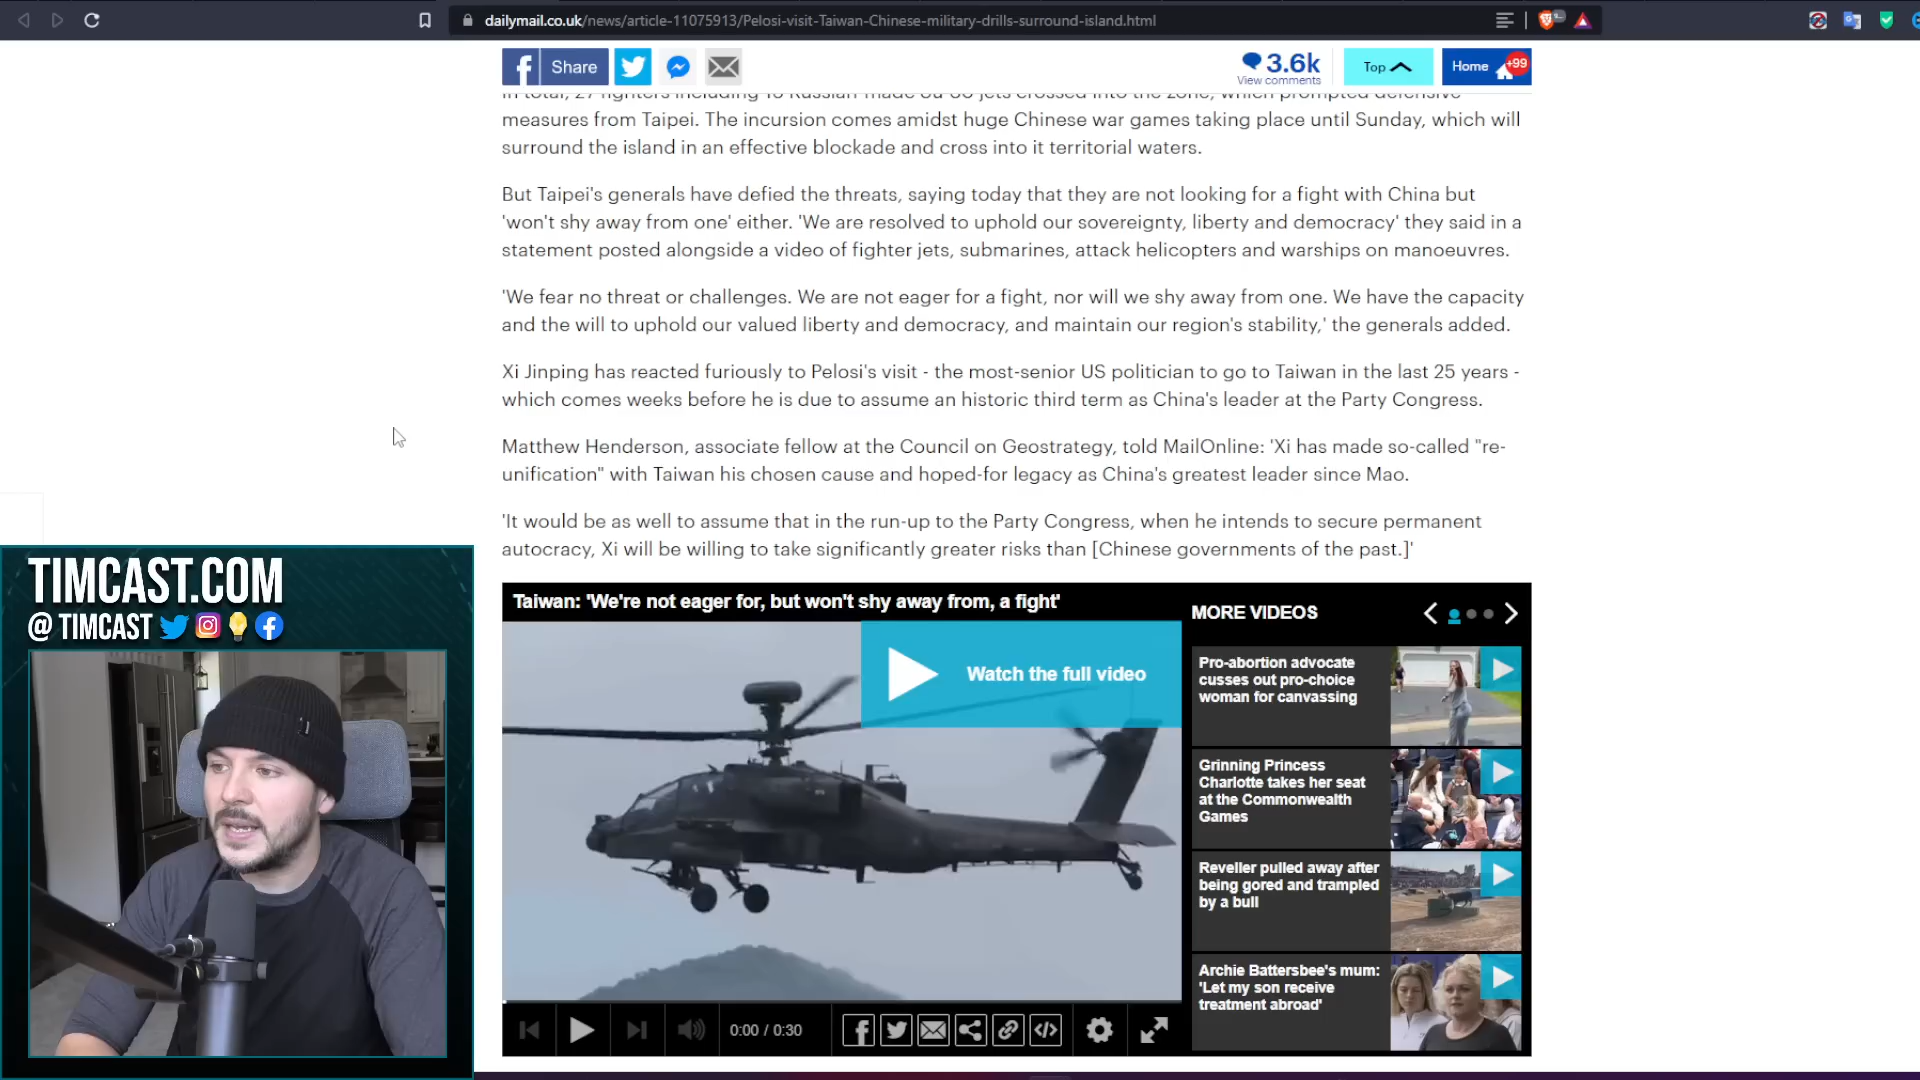 dailymail.co.uk/news/article-11075913/Pelosi-visit-Taiwan-Chinese-military-drills-surround-island.html
Share
3.6k
View comments
Top
Home
+99
In total, 27 fighters including 16 Russian-made Su-30 jets crossed into the zone, which prompted defensive
measures from Taipei. The incursion comes amidst huge Chinese war games taking place until Sunday, which will
surround the island in an effective blockade and cross into it territorial waters.
But Taipei's generals have defied the threats, saying today that they are not looking for a fight with China but
'won't shy away from one' either. 'We are resolved to uphold our sovereignty, liberty and democracy' they said in a
statement posted alongside a video of fighter jets, submarines, attack helicopters and warships on manoeuvres.
'We fear no threat or challenges. We are not eager for a fight, nor will we shy away from one. We have the capacity
and the will to uphold our valued liberty and democracy, and maintain our region's stability,' the generals added.
Xi Jinping has reacted furiously to Pelosi's visit - the most-senior US politician to go to Taiwan in the last 25 years -
which comes weeks before he is due to assume an historic third term as China's leader at the Party Congress.
Matthew Henderson, associate fellow at the Council on Geostrategy, told MailOnline: 'Xi has made so-called "re-
unification" with Taiwan his chosen cause and hoped-for legacy as China's greatest leader since Mao.
'It would be as well to assume that in the run-up to the Party Congress, when he intends to secure permanent
autocracy, Xi will be willing to take significantly greater risks than [Chinese governments of the past.]'
TIMCAST.COM
@ TIMCAST
Taiwan: 'We're not eager for, but won't shy away from, a fight'
Watch the full video
0:00 / 0:30
MORE VIDEOS
Pro-abortion advocate
cusses out pro-choice
woman for canvassing
Grinning Princess
Charlotte takes her seat
at the Commonwealth
Games
Reveller pulled away after
being gored and trampled
by a bull
Archie Battersbee's mum:
'Let my son receive
treatment abroad'